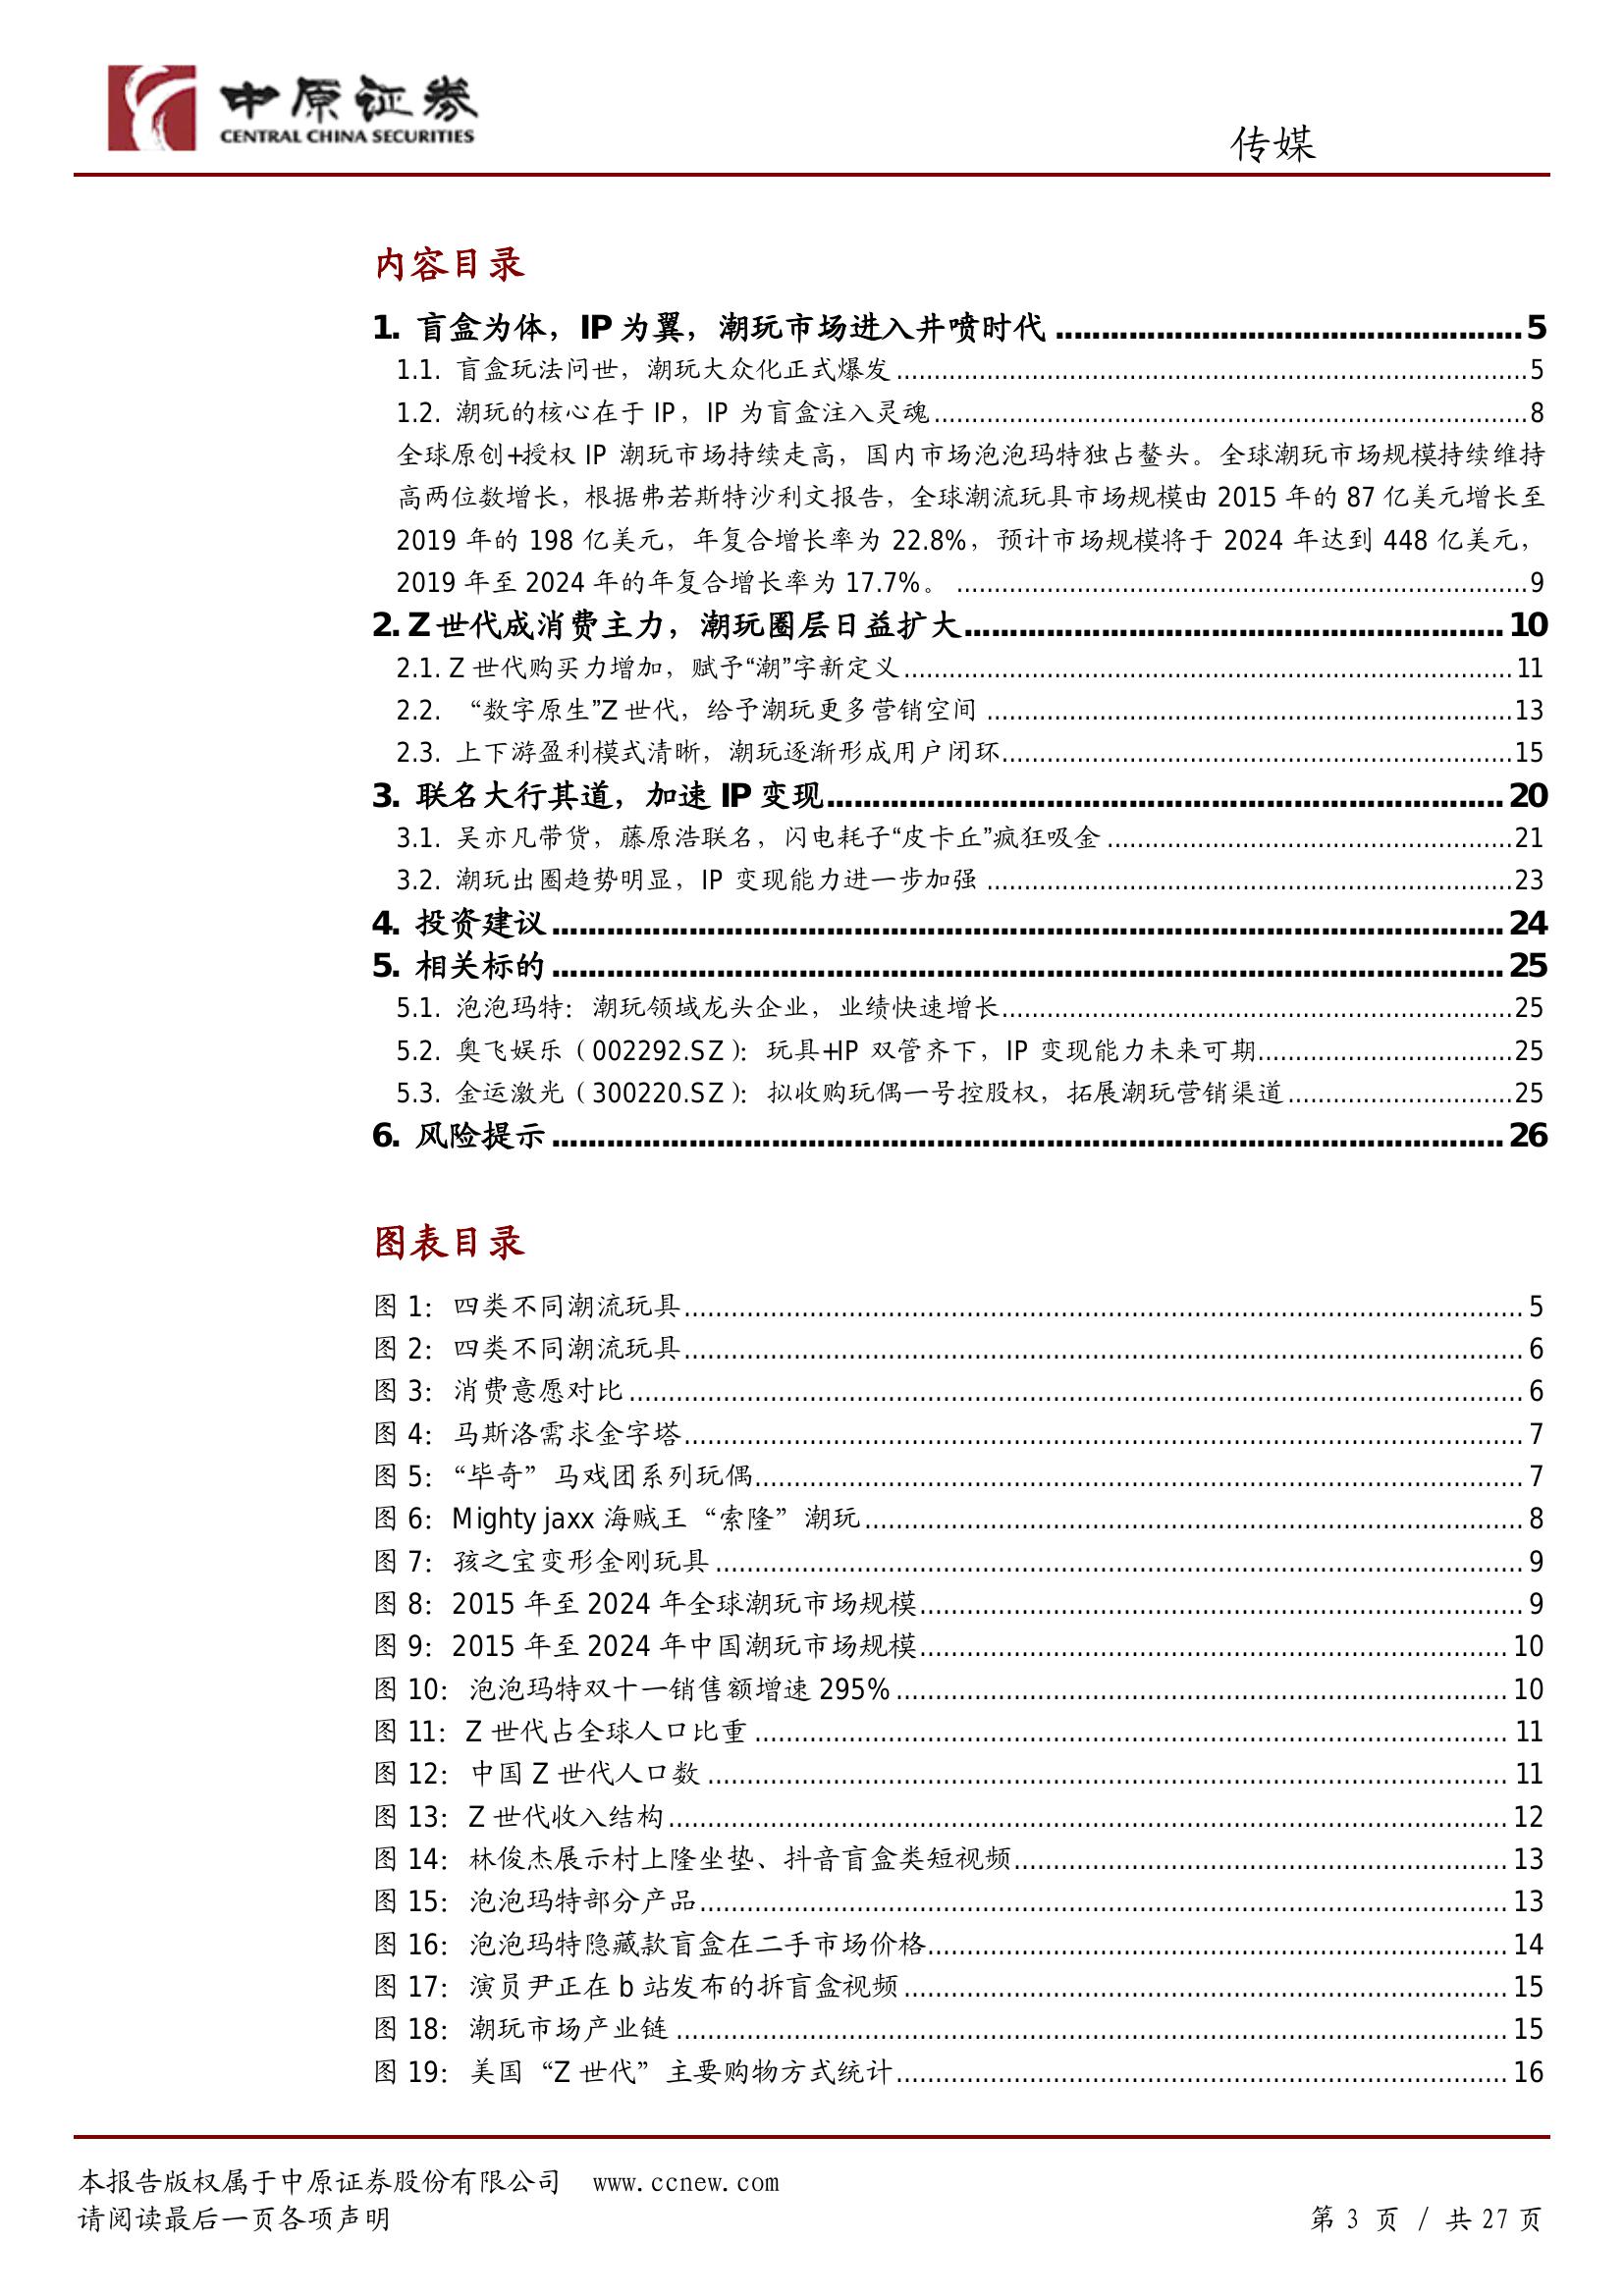 中原证券
CENTRAL CHINA SECURITIES
传媒
内容目录
1. 盲盒为体，IP 为翼，潮玩市场进入井喷时代 ........ 5
1.1. 盲盒玩法问世，潮玩大众化正式爆发 ........ 5
1.2. 潮玩的核心在于 IP，IP 为盲盒注入灵魂 ........ 8
全球原创+授权 IP 潮玩市场持续走高，国内市场泡泡玛特独占鳌头。全球潮玩市场规模持续维持
高两位数增长，根据弗若斯特沙利文报告，全球潮流玩具市场规模由 2015 年的 87 亿美元增长至
2019 年的 198 亿美元，年复合增长率为 22.8%，预计市场规模将于 2024 年达到 448 亿美元，
2019 年至 2024 年的年复合增长率为 17.7%。 ........ 9
2. Z 世代成消费主力，潮玩圈层日益扩大 ........ 10
2.1. Z 世代购买力增加，赋予“潮”字新定义 ........ 11
2.2. “数字原生”Z 世代，给予潮玩更多营销空间 ........ 13
2.3. 上下游盈利模式清晰，潮玩逐渐形成用户闭环 ........ 15
3. 联名大行其道，加速 IP 变现 ........ 20
3.1. 吴亦凡带货，藤原浩联名，闪电耗子“皮卡丘”疯狂吸金 ........ 21
3.2. 潮玩出圈趋势明显，IP 变现能力进一步加强 ........ 23
4. 投资建议 ........ 24
5. 相关标的 ........ 25
5.1. 泡泡玛特：潮玩领域龙头企业，业绩快速增长 ........ 25
5.2. 奥飞娱乐（002292.SZ）：玩具+IP 双管齐下，IP 变现能力未来可期 ........ 25
5.3. 金运激光（300220.SZ）：拟收购玩偶一号控股权，拓展潮玩营销渠道 ........ 25
6. 风险提示 ........ 26
图表目录
图 1：四类不同潮流玩具 ........ 5
图 2：四类不同潮流玩具 ........ 6
图 3：消费意愿对比 ........ 6
图 4：马斯洛需求金字塔 ........ 7
图 5：“毕奇”马戏团系列玩偶 ........ 7
图 6：Mighty jaxx 海贼王“索隆”潮玩 ........ 8
图 7：孩之宝变形金刚玩具 ........ 9
图 8：2015 年至 2024 年全球潮玩市场规模 ........ 9
图 9：2015 年至 2024 年中国潮玩市场规模 ........ 10
图 10：泡泡玛特双十一销售额增速 295% ........ 10
图 11：Z 世代占全球人口比重 ........ 11
图 12：中国 Z 世代人口数 ........ 11
图 13：Z 世代收入结构 ........ 12
图 14：林俊杰展示村上隆坐垫、抖音盲盒类短视频 ........ 13
图 15：泡泡玛特部分产品 ........ 13
图 16：泡泡玛特隐藏款盲盒在二手市场价格 ........ 14
图 17：演员尹正在 b 站发布的拆盲盒视频 ........ 15
图 18：潮玩市场产业链 ........ 15
图 19：美国“Z 世代”主要购物方式统计 ........ 16
本报告版权属于中原证券股份有限公司 www.ccnew.com
请阅读最后一页各项声明
第 3 页 / 共 27 页